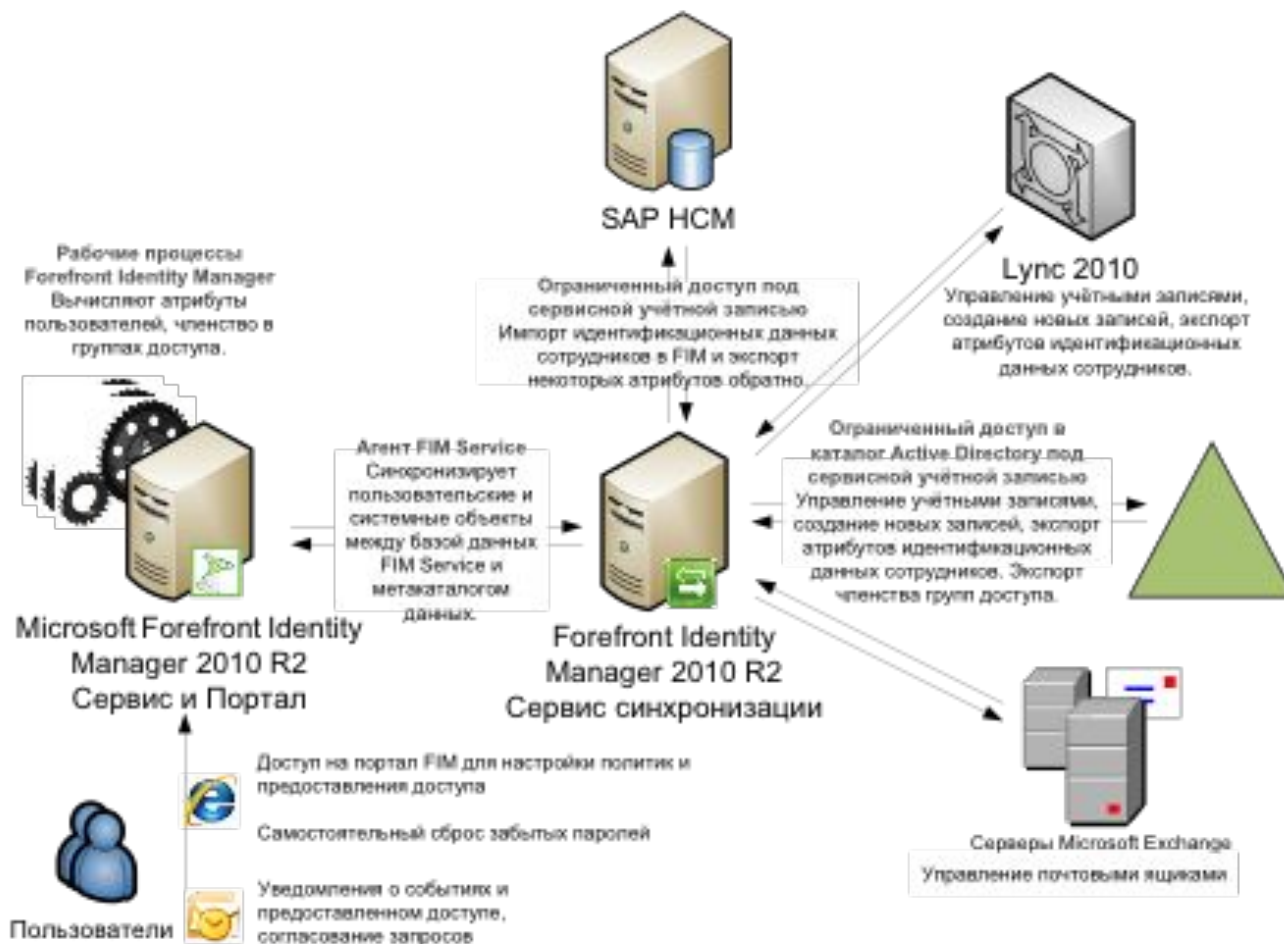 SAP HCM
Ограниченный доступ под
сервисной учётной записью
Импорт идентификационных данных
сотрудников в FIM и экспорт
некоторых атрибутов обратно.
Lync 2010
Управление учётными записями,
создание новых записей, экспорт
атрибутов идентификационных
данных сотрудников.
Рабочие процессы
Forefront Identity Manager
Вычисляют атрибуты
пользователей, членство в
группах доступа.
Агент FIM Service
Синхронизирует
пользовательские и
системные объекты
между базой данных
FIM Service и
метакаталогом
данных.
Ограниченный доступ в
каталог Active Directory под
сервисной учётной записью
Управление учётными записями,
создание новых записей, экспорт
атрибутов идентификационных
данных сотрудников. Экспорт
членства групп доступа.
Microsoft Forefront Identity
Manager 2010 R2
Сервис и Портал
Forefront Identity
Manager 2010 R2
Сервис синхронизации
Доступ на портал FIM для настройки политик и
предоставления доступа
Самостоятельный сброс забытых паролей
Уведомления о событиях и
предоставленном доступе,
согласование запросов
Пользователи
Серверы Microsoft Exchange
Управление почтовыми ящиками